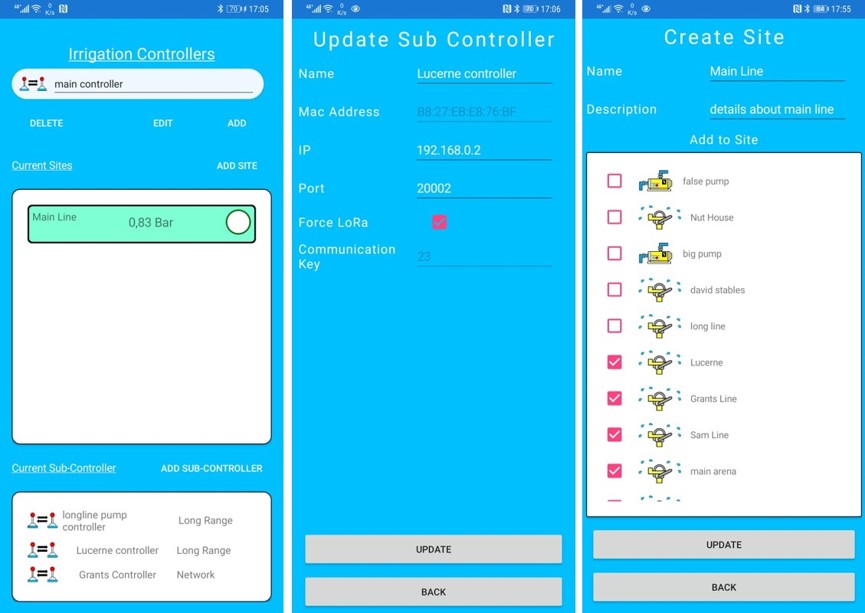 0
K/s
70
17:05
Irrigation Controllers
main controller
DELETE EDIT ADD
Current Sites ADD SITE
Main Line 0,83 Bar
Current Sub-Controller ADD SUB-CONTROLLER
longline pump
controller Long Range
Lucerne controller Long Range
Grants Controller Network
0
K/s
70
17:06
Update Sub Controller
Name Lucerne controller
Mac Address B8:27:EB:E8:76:BF
IP 192.168.0.2
Port 20002
Force LoRa
Communication
Key 23
UPDATE
BACK
0
K/s
17:55
Create Site
Name Main Line
Description details about main line
Add to Site
false pump
Nut House
big pump
david stables
long line
Lucerne
Grants Line
Sam Line
main arena
UPDATE
BACK